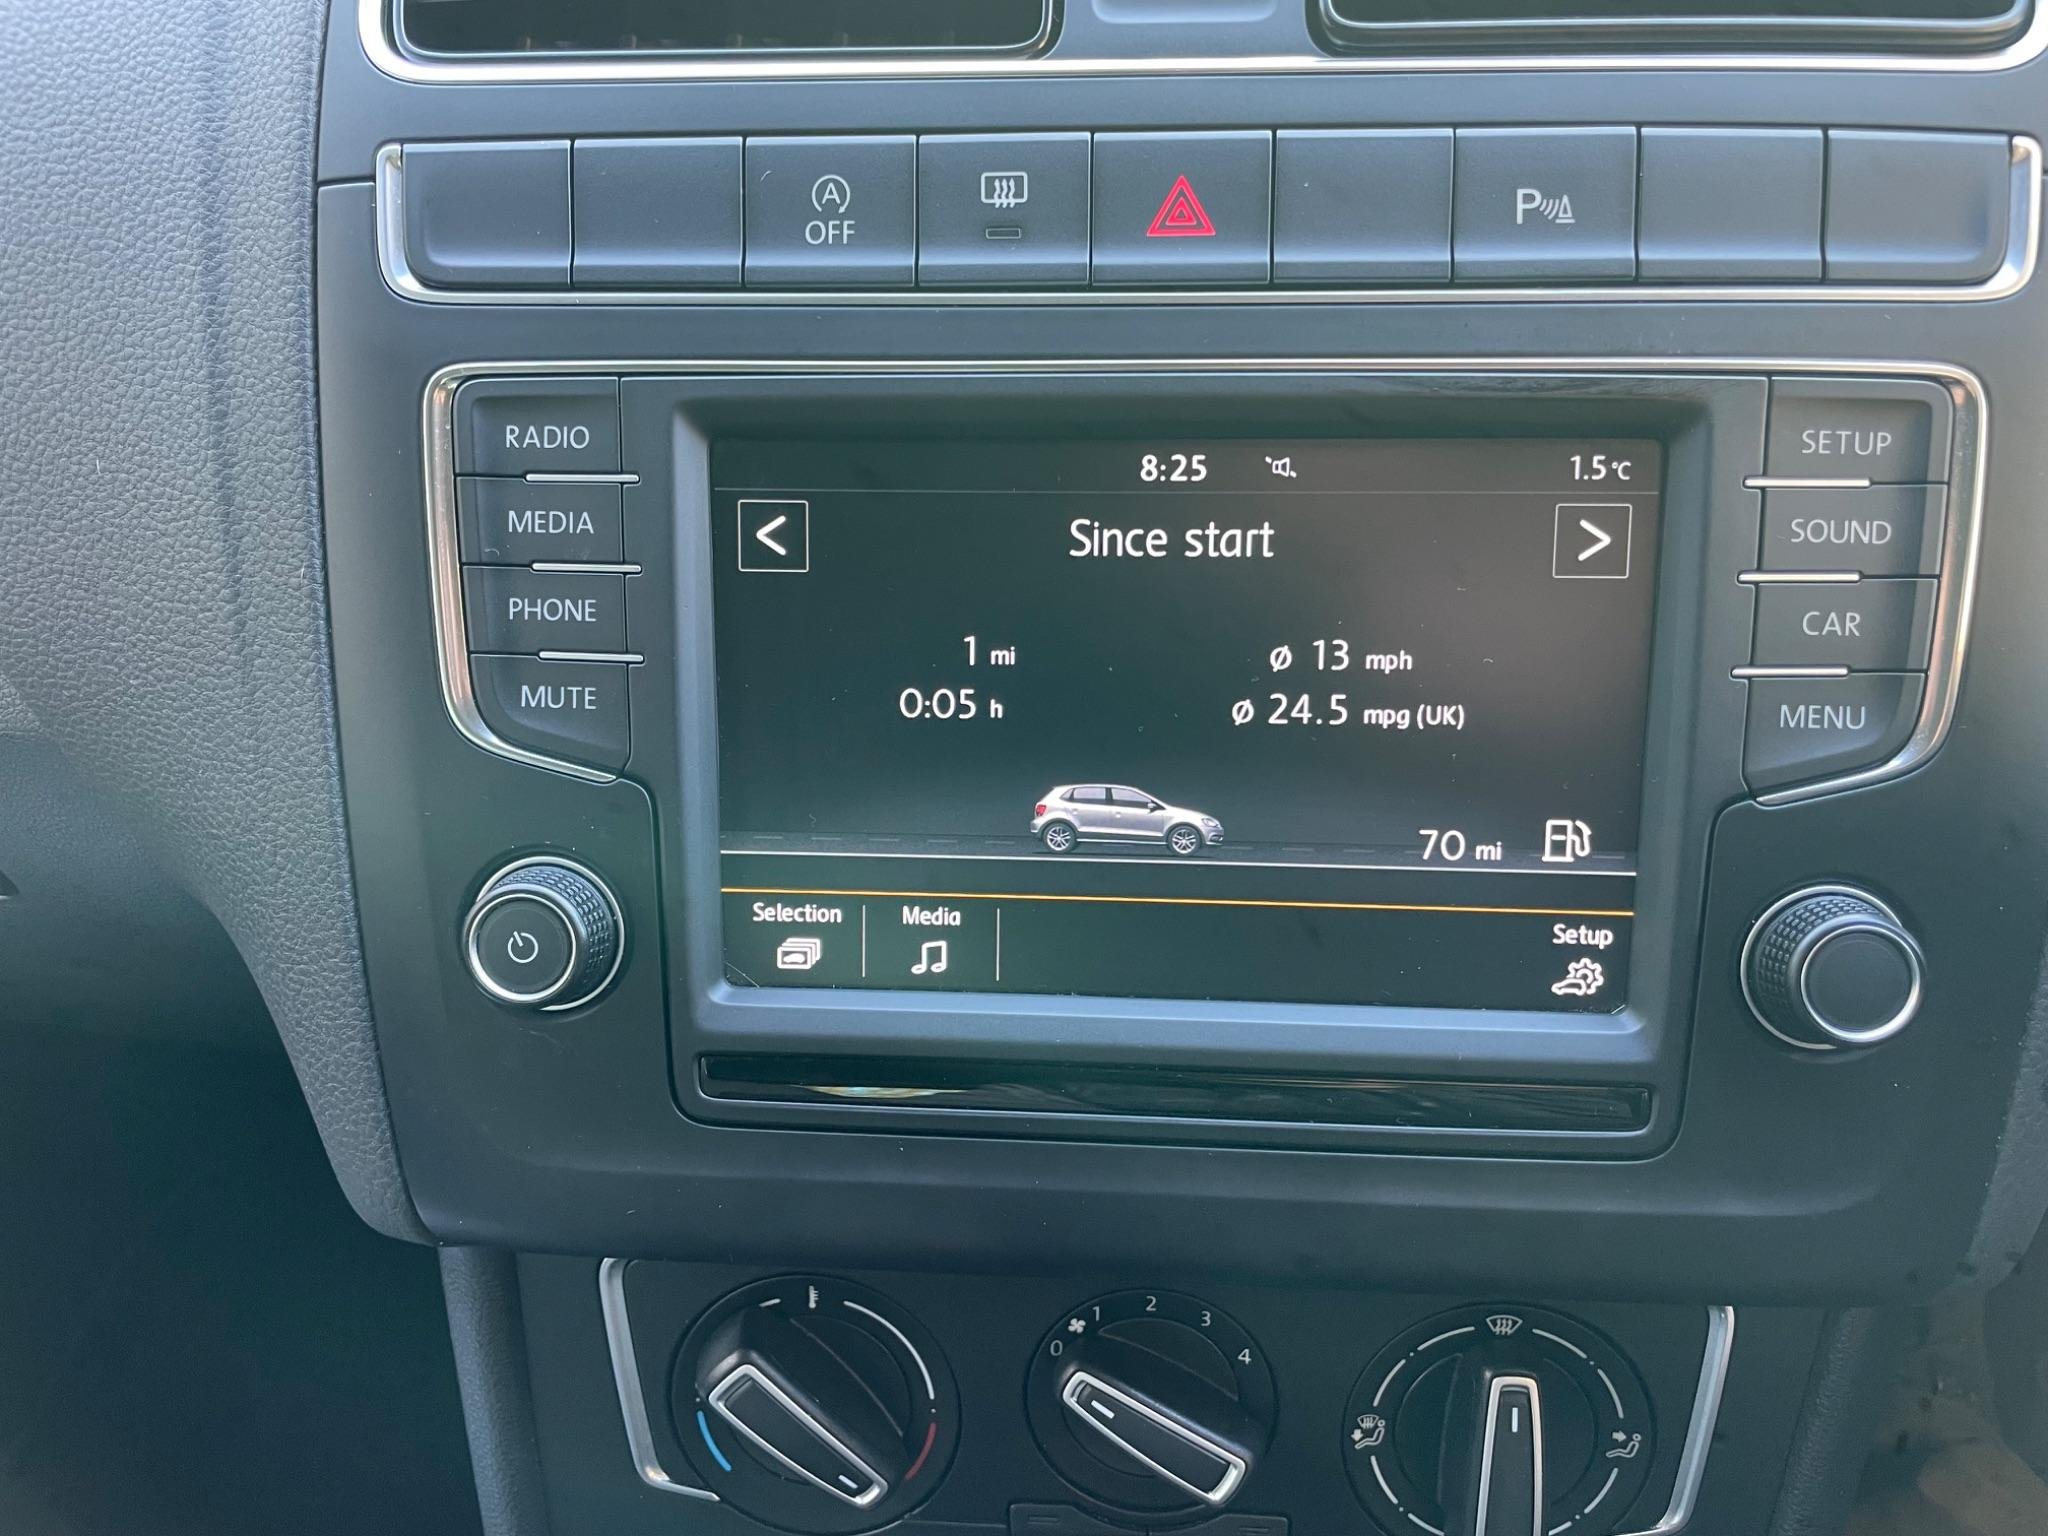 A
OFF
P
RADIO
MEDIA
PHONE
MUTE
8:25
1.5°C
<
Since start
>
1 mi
ø 13 mph
0:05 h
ø 24.5 mpg (UK)
70 mi
Selection
Media
Setup
SETUP
SOUND
CAR
MENU
0 1 2 3 4